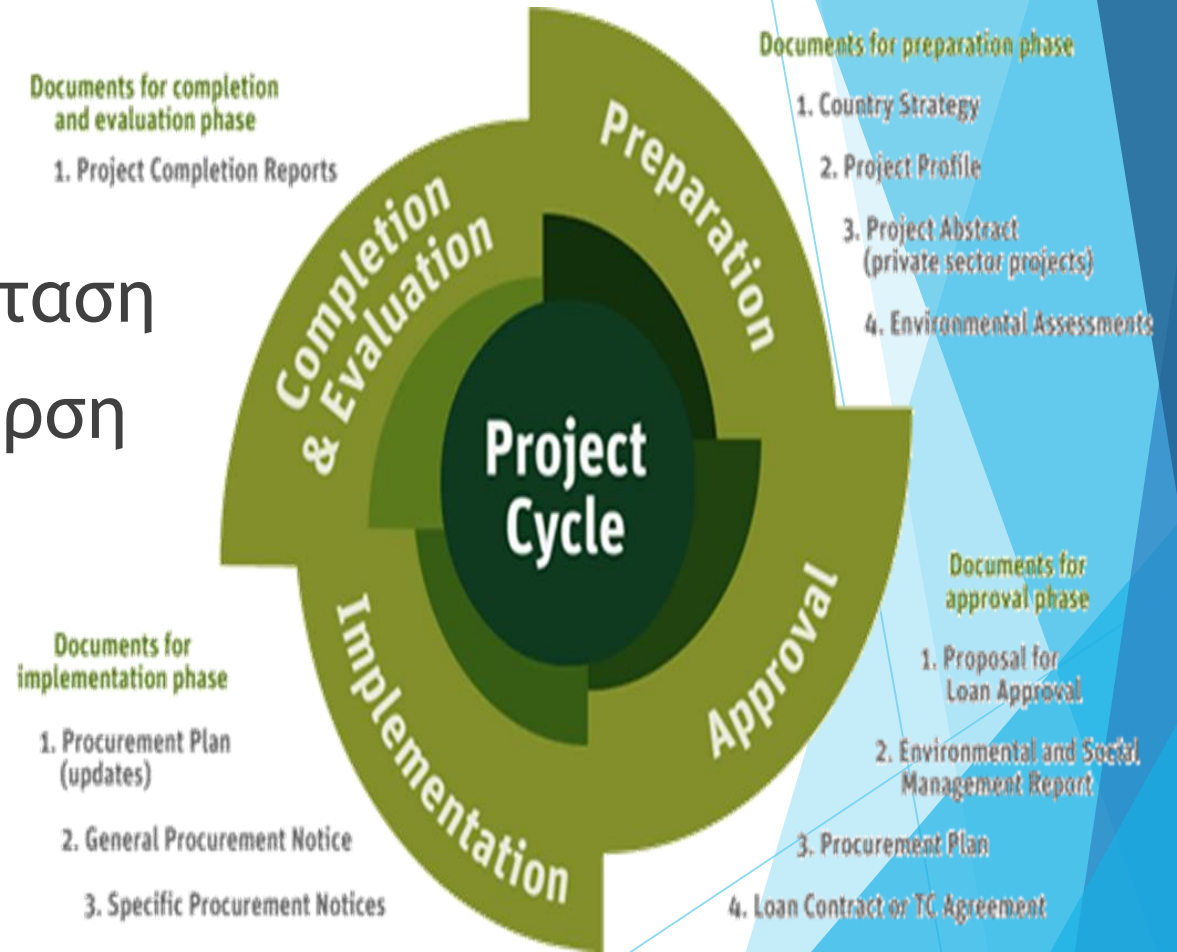 Documents for completion
and evaluation phase
1. Project Completion Reports
ταση
ρση
Documents for preparation phase
1. Country Strategy
2. Project Profile
3. Project Abstract
(private sector projects)
4. Environmental Assessments
Preparation
Completion
& Evaluation
Project
Cycle
Approval
Implementation
Documents for
approval phase
1. Proposal for
Loan Approval
2. Environmental and Social
Management Report
3. Procurement Plan
4. Loan Contract or TC Agreement
Documents for
implementation phase
1. Procurement Plan
(updates)
2. General Procurement Notice
3. Specific Procurement Notices